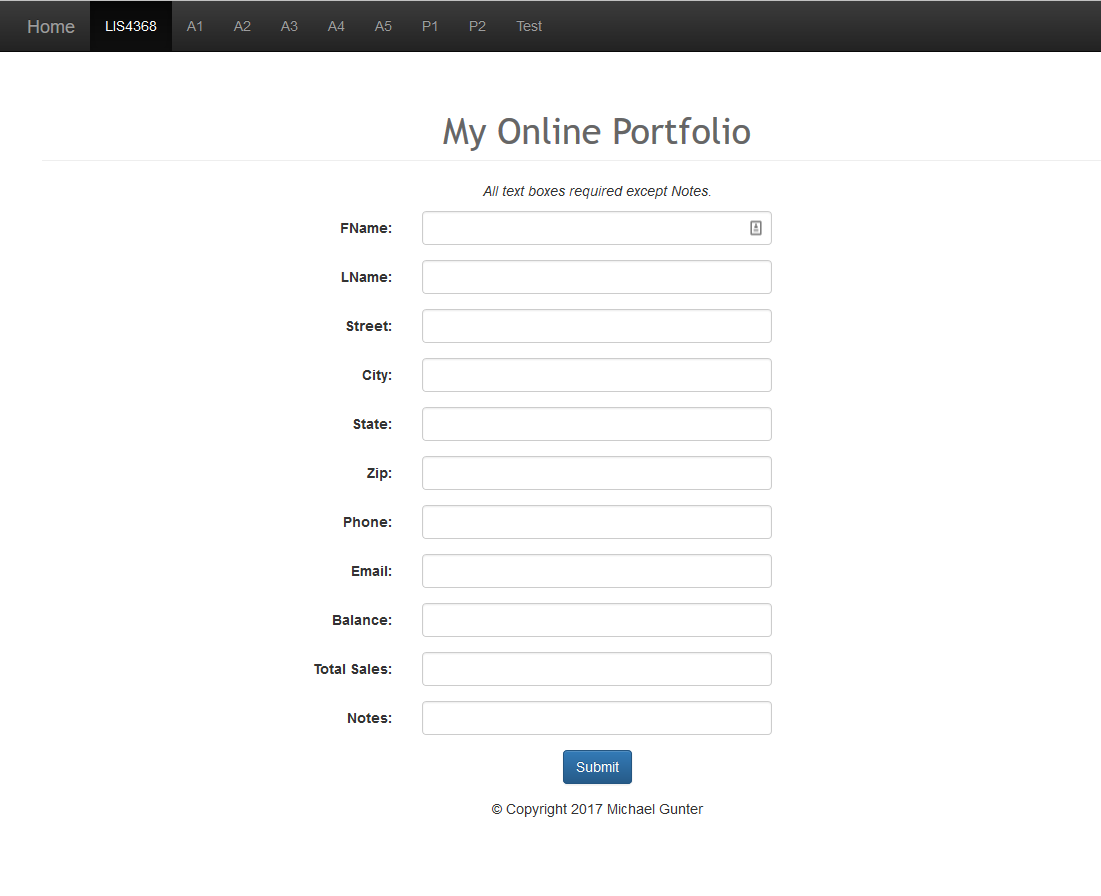 Home LIS4368 A1 A2 A3 A4 A5 P1 P2 Test
My Online Portfolio
All text boxes required except Notes.
FName:
LName:
Street:
City:
State:
Zip:
Phone:
Email:
Balance:
Total Sales:
Notes:
Submit
© Copyright 2017 Michael Gunter